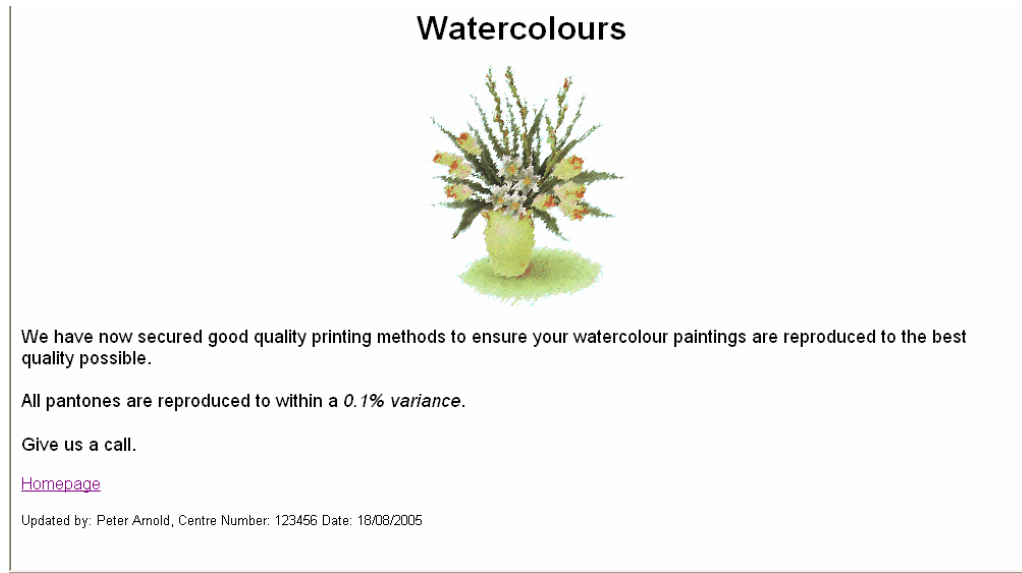 Watercolours
We have now secured good quality printing methods to ensure your watercolour paintings are reproduced to the best
quality possible.
All pantones are reproduced to within a 0.1% variance.
Give us a call.
Homepage
Updated by: Peter Arnold, Centre Number: 123456 Date: 18/08/2005